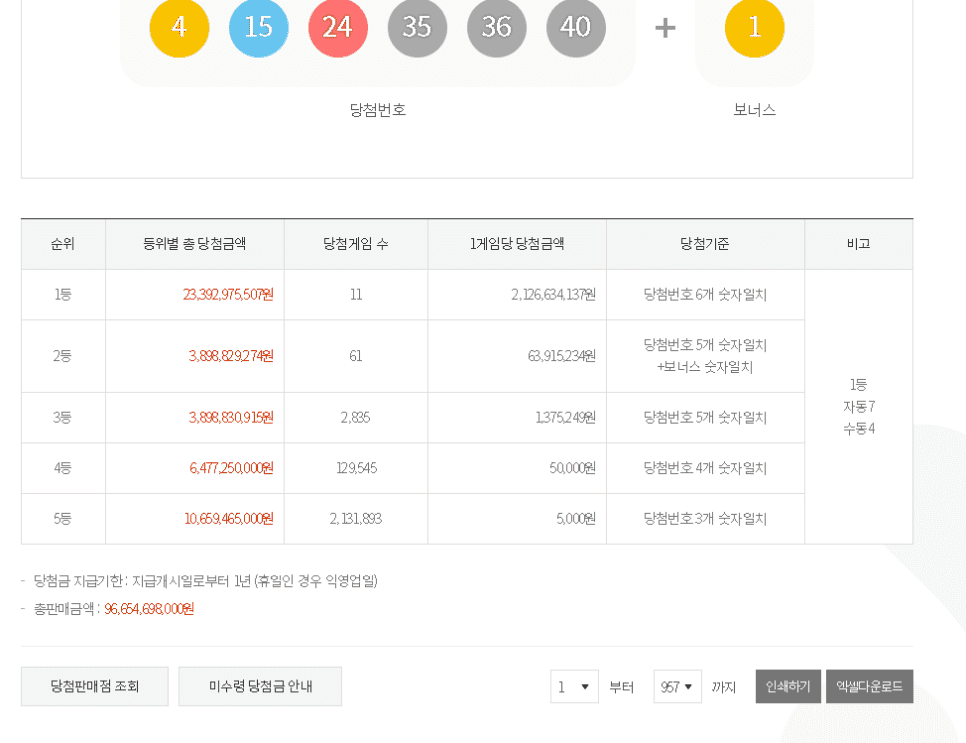 4 15 24 35 36 40 + 1
당첨번호 보너스
순위 등위별 총 당첨금액 당첨게임 수 1게임당 당첨금액 당첨기준 비고
1등 23,392,975,507원 11 2,126,634,137원 당첨번호 6개 숫자일치
2등 3,898,829,274원 61 63,915,234원 당첨번호 5개 숫자일치
+보너스 숫자일치
3등 3,898,830,915원 2,835 1,375,249원 당첨번호 5개 숫자일치
4등 6,477,250,000원 129,545 50,000원 당첨번호 4개 숫자일치
5등 10,659,465,000원 2,131,893 5,000원 당첨번호 3개 숫자일치
1등
자동7
수동4
- 당첨금 지급기한 : 지급개시일로부터 1년 (휴일인 경우 익영업일)
- 총판매금액 : 96,654,698,000원
당첨판매점 조회 미수령 당첨금 안내 1 부터 957 까지 인쇄하기 엑셀다운로드